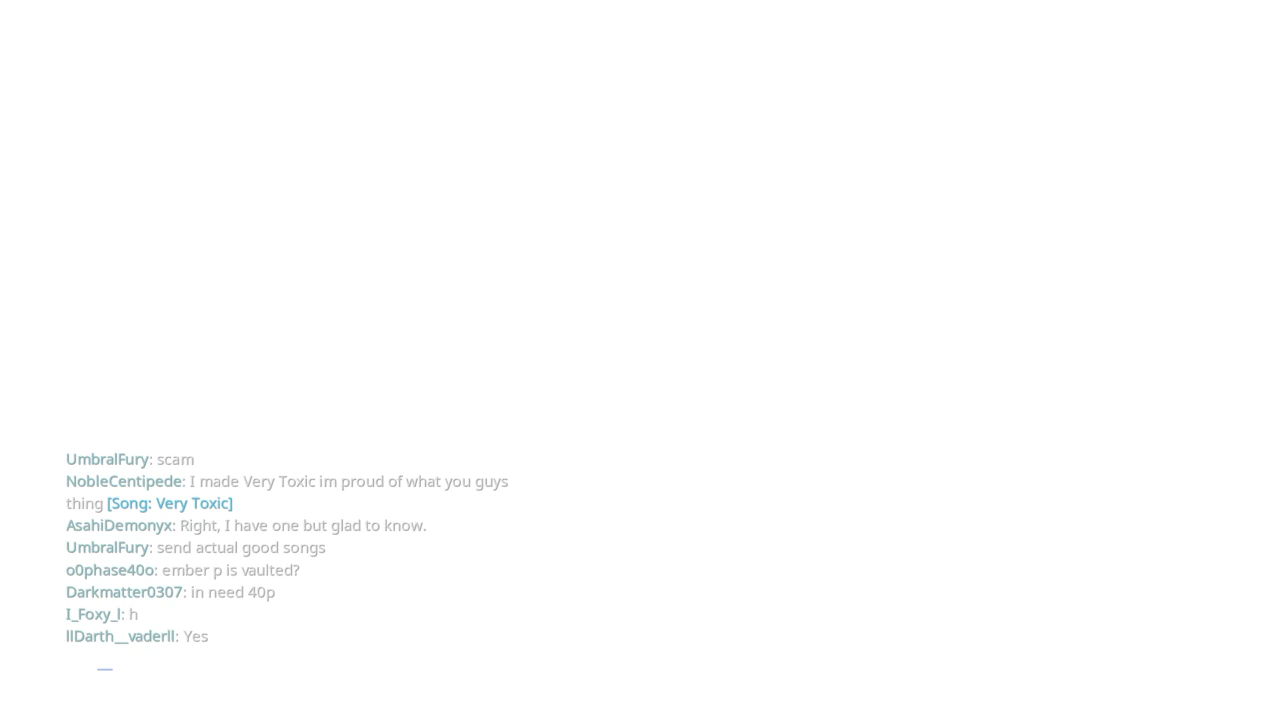 UmbralFury: scam
NobleCentipede: I made Very Toxic im proud of what you guys
thing [Song: Very Toxic]
AsahiDemonyx: Right, I have one but glad to know.
UmbralFury: send actual good songs
o0phase40o: ember p is vaulted?
Darkmatter0307: in need 40p
I_Foxy_l: h
llDarth__vaderll: Yes